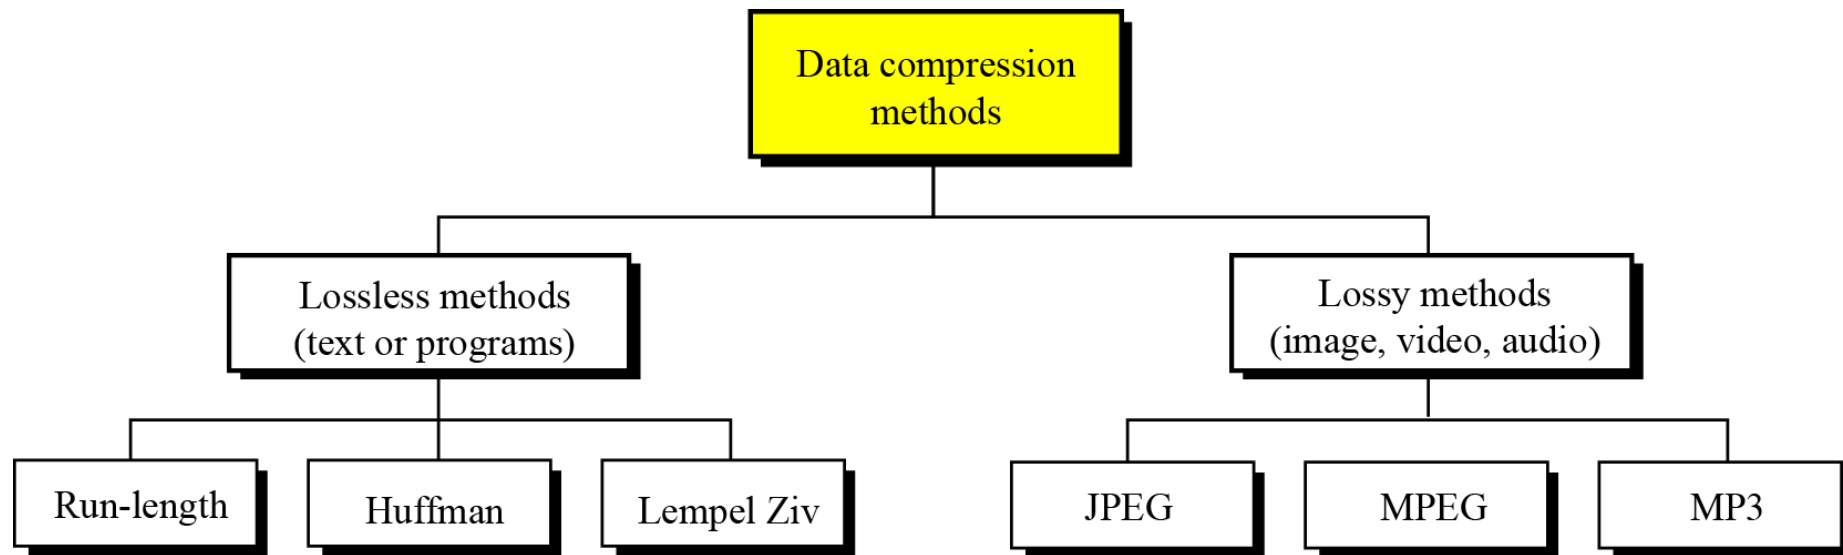 Data compression
methods
Lossless methods
(text or programs)
Lossy methods
(image, video, audio)
Run-length
Huffman
Lempel Ziv
JPEG
MPEG
MP3